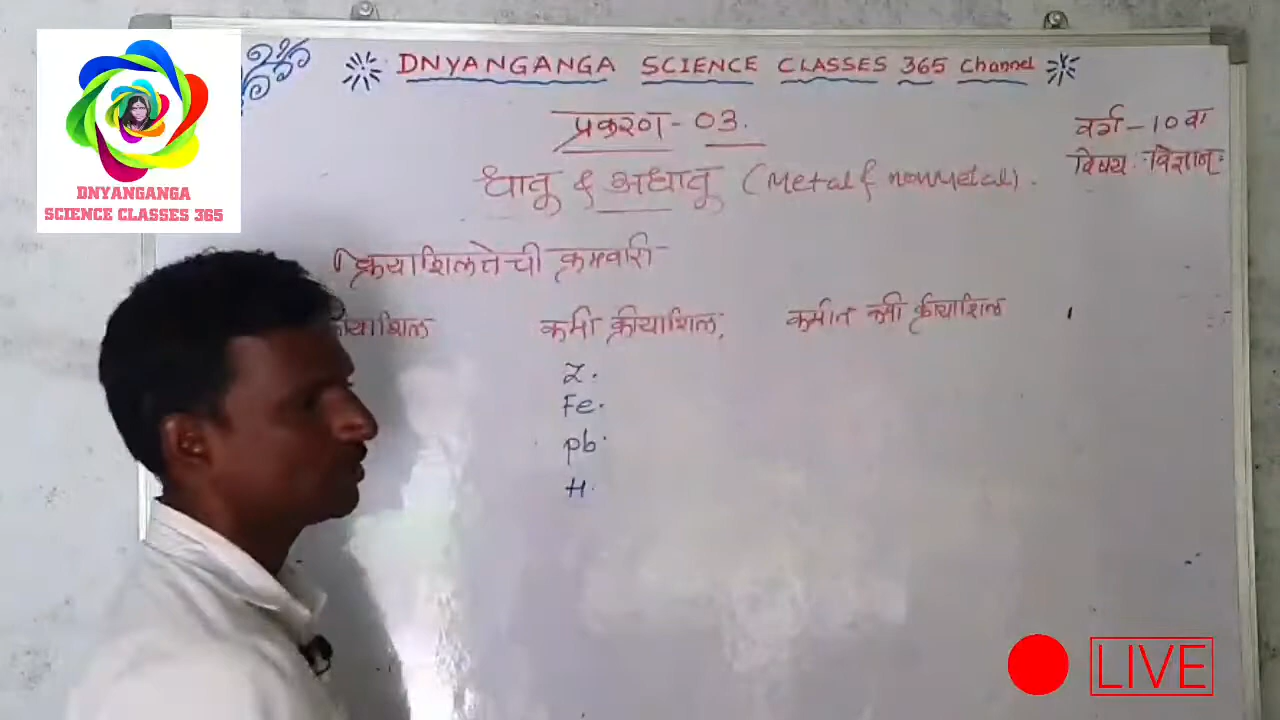 DNYANGANGA SCIENCE CLASSES 365 Channel
DNYANGANGA
SCIENCE CLASSES 365
प्रकरण - 03.
वर्ग - 10वा
विषय : विज्ञान
धातू & अधातू (Metal & nonmetal).
क्रियाशिलतेची क्रमवारी
कमी क्रीयाशिल, कमीत कमी क्रीयाशिल
Z.
Fe.
pb.
H.
LIVE